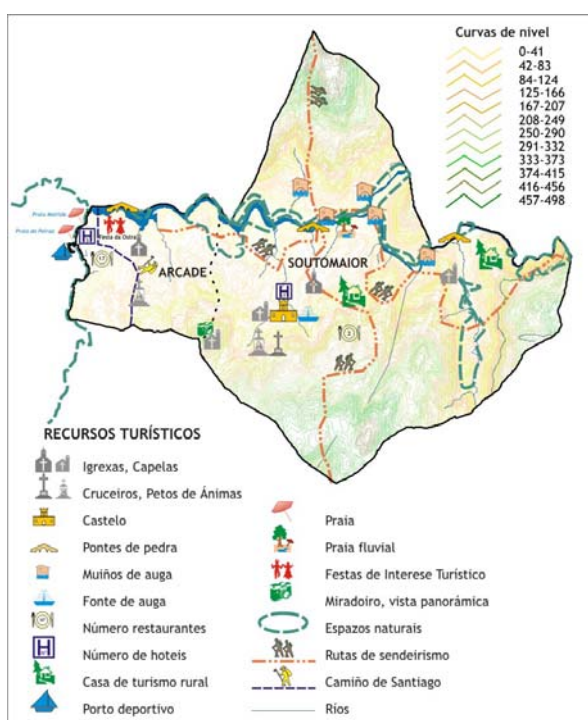 Curvas de nivel
0-41
42-83
84-124
125-166
167-207
208-249
250-290
291-332
333-373
374-415
416-456
457-498
Festa da Ostra
ARCADE
SOUTOMAIOR
RECURSOS TURÍSTICOS
Igrexas, Capelas
Cruceiros, Petos de Ánimas
Castelo
Pontes de pedra
Muiños de auga
Fonte de auga
Número restaurantes
Número de hoteis
Casa de turismo rural
Porto deportivo
Praia
Praia fluvial
Festas de Interese Turístico
Miradoiro, vista panorámica
Espazos naturais
Rutas de sendeirismo
Camiño de Santiago
Ríos